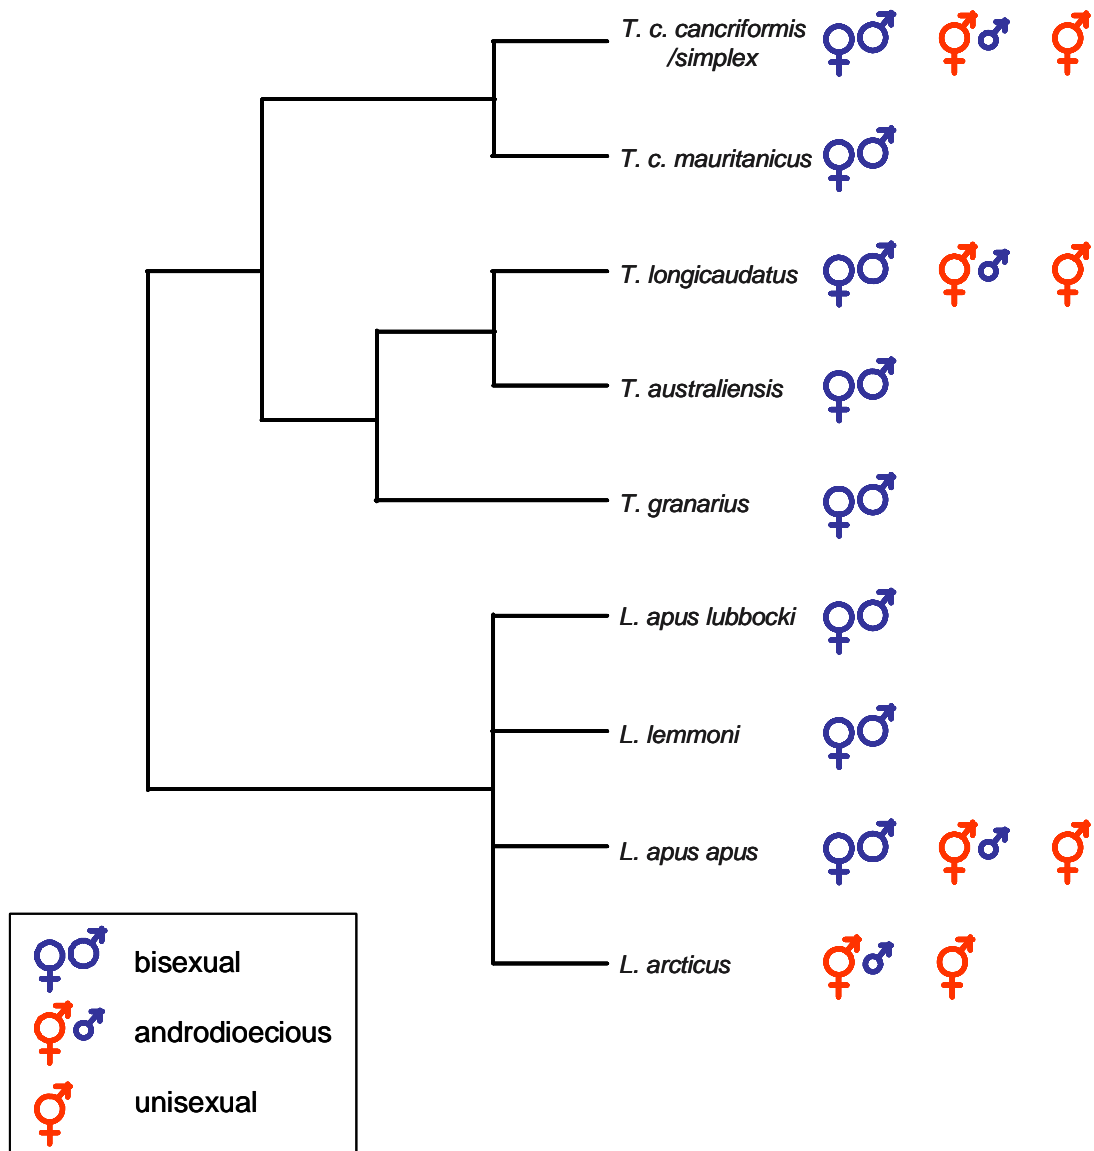 T. c. cancriformis
/simplex
T. c. mauritanicus
T. longicaudatus
T. australiensis
T. granarius
L. apus lubbocki
L. lemmoni
L. apus apus
L. arcticus
bisexual
androdioecious
unisexual